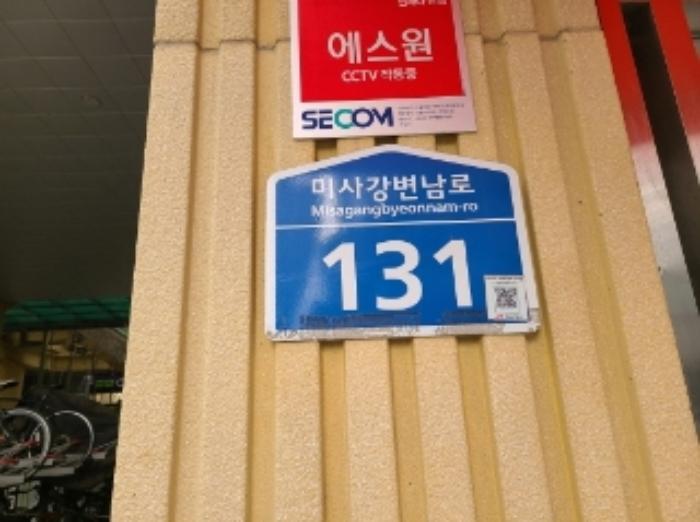 에스원
CCTV 작동중
SECOM
미사강변남로
Misagangbyeonnam-ro
131